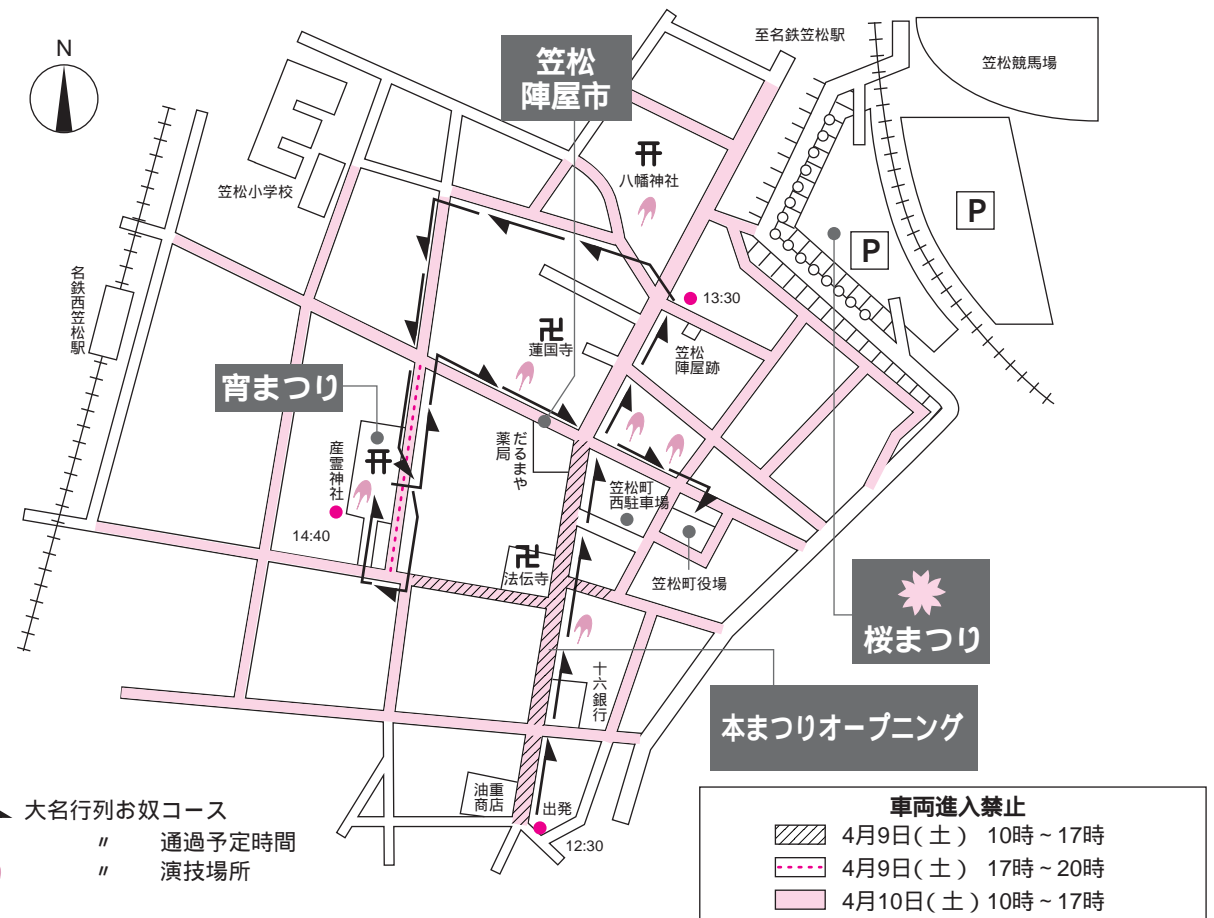 N
至名鉄笠松駅
笠松競馬場
笠松
陣屋市
八幡神社
笠松小学校
P
P
名鉄西笠松駅
13:30
蓮国寺
笠松
陣屋跡
宵まつり
だるまや
薬局
産霊神社
笠松町
西駐車場
14:40
法伝寺
笠松町役場
桜まつり
十六銀行
本まつりオープニング
油重
商店
出発
12:30
大名行列お奴コース
〃 通過予定時間
〃 演技場所
車両進入禁止
4月9日(土) 10時~17時
4月9日(土) 17時~20時
4月10日(土) 10時~17時